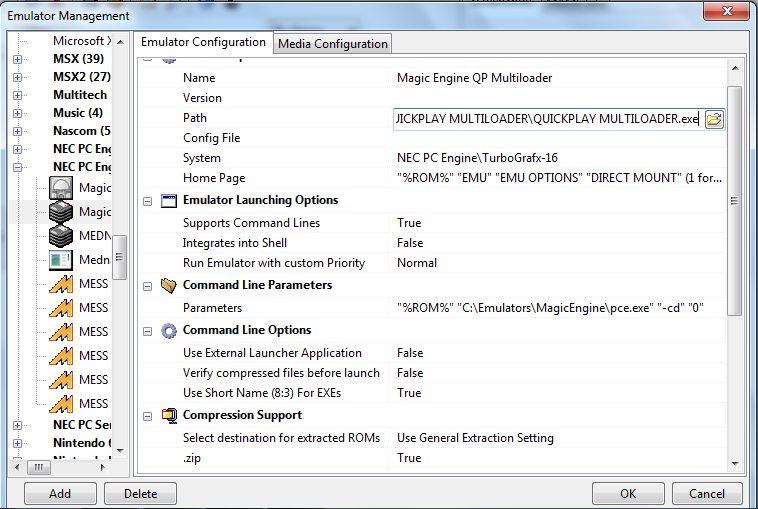 Emulator Management
Emulator Configuration
Media Configuration
Microsoft X
MSX (39)
MSX2 (27)
Multitech
Music (4)
Nascom (5
NEC PC Eng
NEC PC Eng
Magic
Magic
MEDN
Medna
MESS
MESS
MESS
MESS
MESS
MESS
NEC PC Ser
Nintendo 6
Name Magic Engine QP Multiloader
Version
Path JICKPLAY MULTILOADER\QUICKPLAY MULTILOADER.exe
Config File
System NEC PC Engine\TurboGrafx-16
Home Page "%ROM%" "EMU" "EMU OPTIONS" "DIRECT MOUNT" (1 for...
Emulator Launching Options
Supports Command Lines True
Integrates into Shell False
Run Emulator with custom Priority Normal
Command Line Parameters
Parameters "%ROM%" "C:\Emulators\MagicEngine\pce.exe" "-cd" "0"
Command Line Options
Use External Launcher Application False
Verify compressed files before launch False
Use Short Name (8:3) For EXEs True
Compression Support
Select destination for extracted ROMs Use General Extraction Setting
.zip True
Add
Delete
OK
Cancel